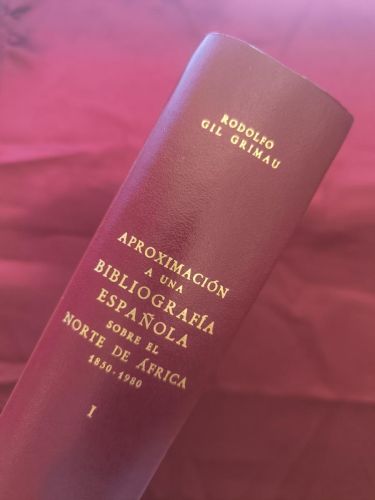 RODOLFO
GIL GRIMAU
APROXIMACIÓN
A UNA
BIBLIOGRAFÍA
ESPAÑOLA
SOBRE EL
NORTE DE ÁFRICA
1850-1980
I